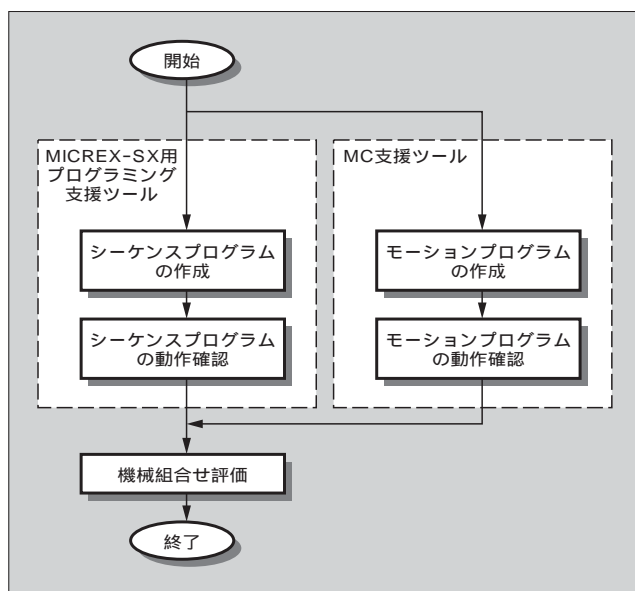 開始
MICREX-SX用
プログラミング
支援ツール
シーケンスプログラム
の作成
シーケンスプログラム
の動作確認
MC支援ツール
モーションプログラム
の作成
モーションプログラム
の動作確認
機械組合せ評価
終了